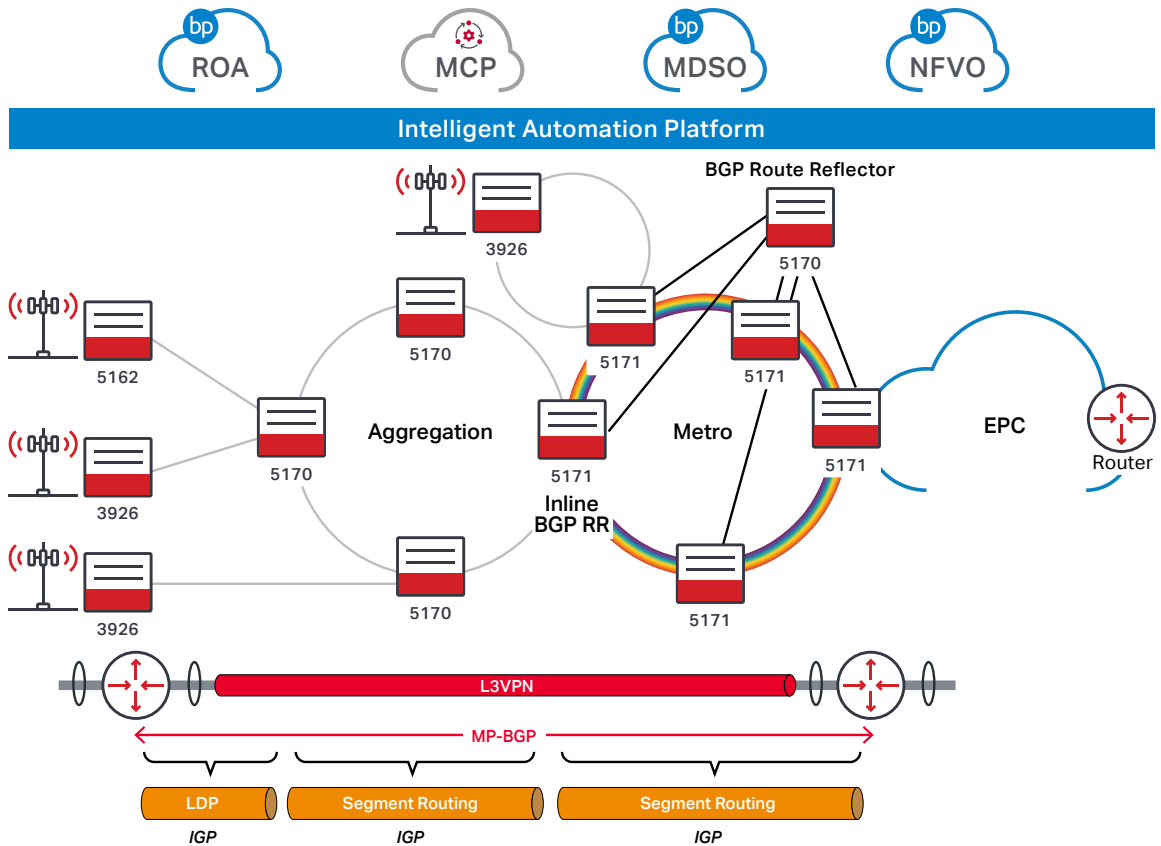 bp
ROA
MCP
bp
MDSO
bp
NFVO
Intelligent Automation Platform
BGP Route Reflector
3926
5170
5162
5170
5171
5171
5170
Aggregation
5171
Metro
5171
EPC
Router
3926
Inline
BGP RR
3926
5170
5171
L3VPN
MP-BGP
LDP
Segment Routing
Segment Routing
IGP
IGP
IGP